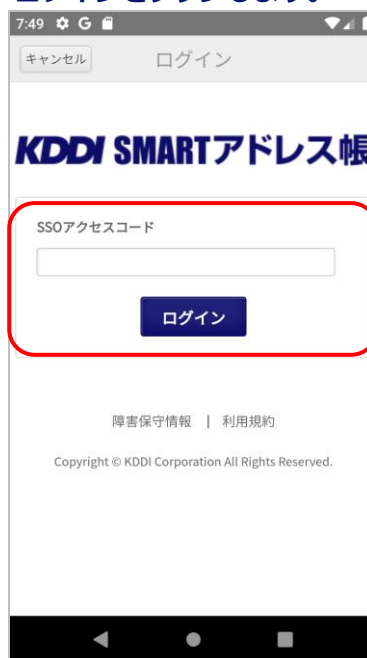 7:49 G
キャンセル ログイン
KDDI SMARTアドレス帳
SSOアクセスコード
ログイン
障害保守情報 | 利用規約
Copyright © KDDI Corporation All Rights Reserved.